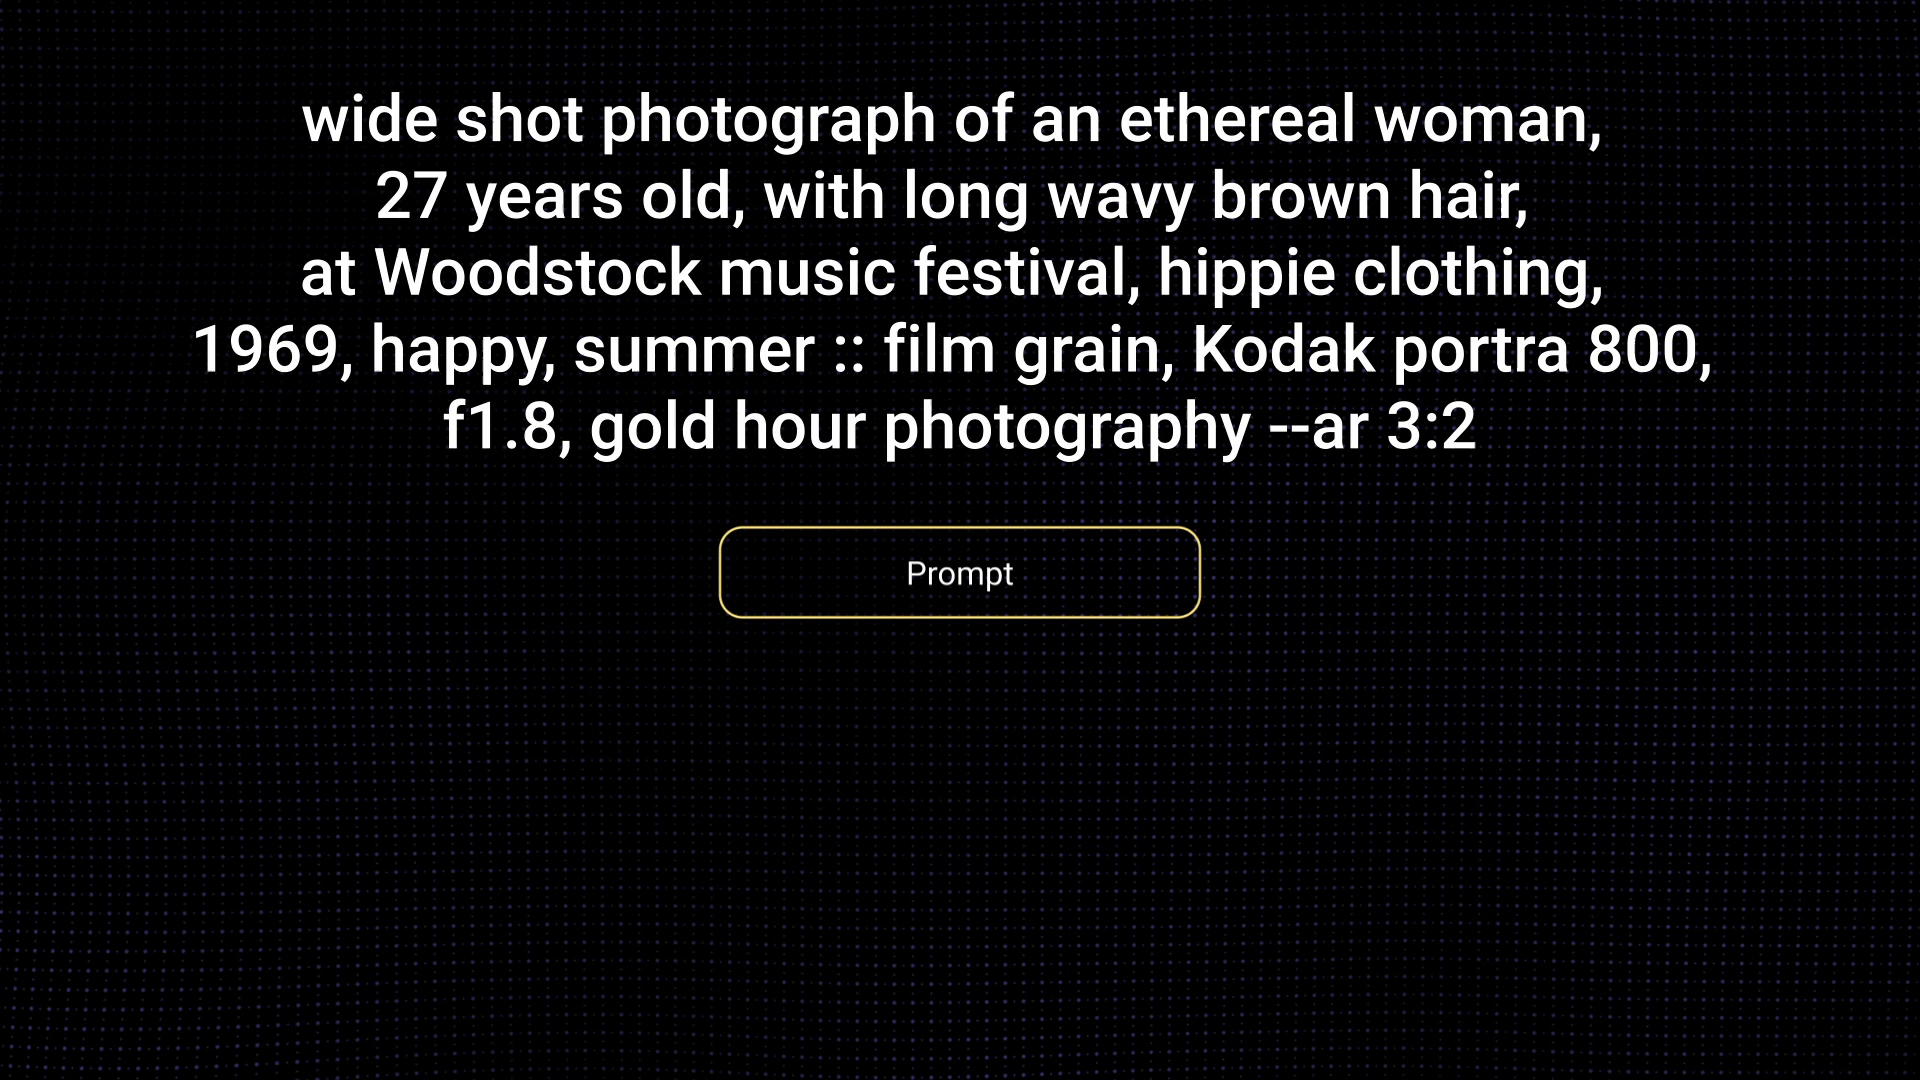 wide shot photograph of an ethereal woman,
27 years old, with long wavy brown hair,
at Woodstock music festival, hippie clothing,
1969, happy, summer :: film grain, Kodak portra 800,
f1.8, gold hour photography --ar 3:2
Prompt